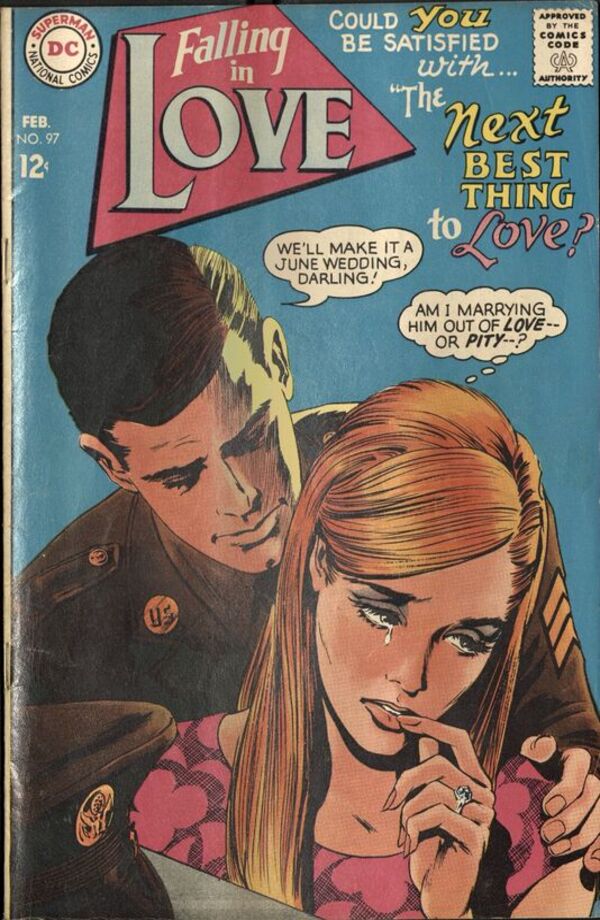 SUPERMAN
DC
NATIONAL COMICS
FEB.
NO. 97
12¢
Falling
in
LOVE
COULD You
BE SATISFIED
with...
"The
Next
BEST
THING
to Love?
APPROVED
BY THE
COMICS
CODE
CA
AUTHORITY
WE'LL MAKE IT A
JUNE WEDDING,
DARLING!
AM I MARRYING
HIM OUT OF LOVE--
OR PITY--?
US